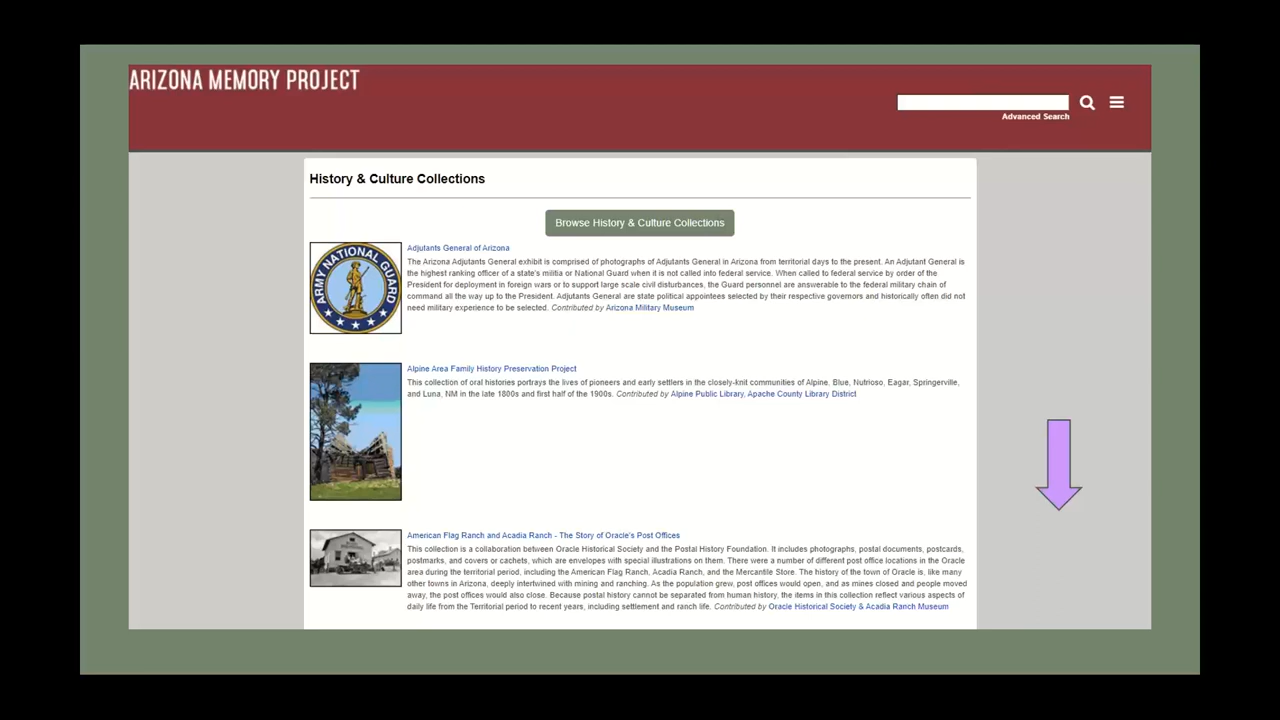 ARIZONA MEMORY PROJECT
Advanced Search
History & Culture Collections
Browse History & Culture Collections
ARMY NATIONAL GUARD
Adjutants General of Arizona
The Arizona Adjutants General exhibit is comprised of photographs of Adjutants General in Arizona from territorial days to the present. An Adjutant General is
the highest ranking officer of a state's militia or National Guard when it is not called into federal service. When called to federal service by order of the
President for deployment in foreign wars or to support large scale civil disturbances, the Guard personnel are answerable to the federal military chain of
command all the way up to the President. Adjutants General are state political appointees selected by their respective governors and historically often did not
need military experience to be selected. Contributed by Arizona Military Museum
Alpine Area Family History Preservation Project
This collection of oral histories portrays the lives of pioneers and early settlers in the closely-knit communities of Alpine, Blue, Nutrioso, Eagar, Springerville,
and Luna, NM in the late 1800s and first half of the 1900s. Contributed by Alpine Public Library, Apache County Library District
American Flag Ranch and Acadia Ranch - The Story of Oracle's Post Offices
This collection is a collaboration between Oracle Historical Society and the Postal History Foundation. It includes photographs, postal documents, postcards,
postmarks, and covers or cachets, which are envelopes with special illustrations on them. There were a number of different post office locations in the Oracle
area during the territorial period, including the American Flag Ranch, Acadia Ranch, and the Mercantile Store. The history of the town of Oracle is, like many
other towns in Arizona, deeply intertwined with mining and ranching. As the population grew, post offices would open, and as mines closed and people moved
away, the post offices would also close. Because postal history cannot be separated from human history, the items in this collection reflect various aspects of
daily life from the Territorial period to recent years, including settlement and ranch life. Contributed by Oracle Historical Society & Acadia Ranch Museum